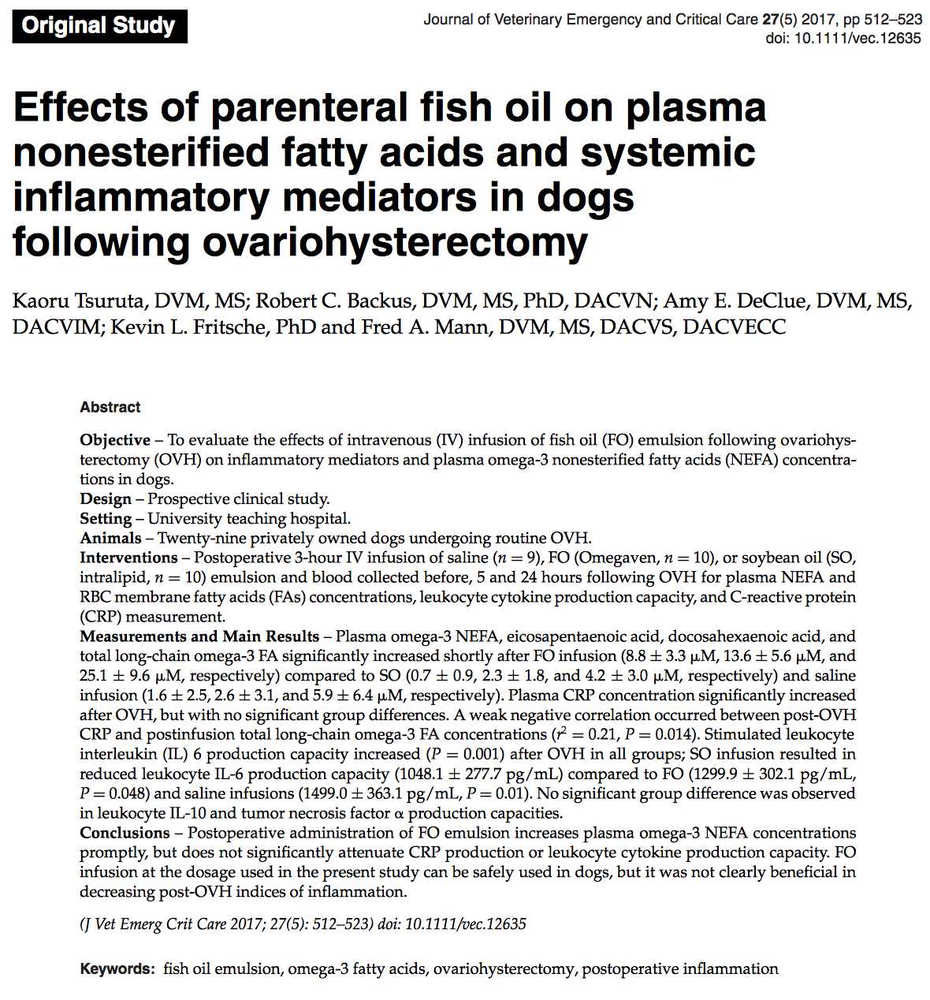 Original Study
Journal of Veterinary Emergency and Critical Care 27(5) 2017, pp 512–523
doi: 10.1111/vec.12635
Effects of parenteral fish oil on plasma
nonesterified fatty acids and systemic
inflammatory mediators in dogs
following ovariohysterectomy
Kaoru Tsuruta, DVM, MS; Robert C. Backus, DVM, MS, PhD, DACVN; Amy E. DeClue, DVM, MS,
DACVIM; Kevin L. Fritsche, PhD and Fred A. Mann, DVM, MS, DACVS, DACVECC
Abstract
Objective – To evaluate the effects of intravenous (IV) infusion of fish oil (FO) emulsion following ovariohys-
terectomy (OVH) on inflammatory mediators and plasma omega-3 nonesterified fatty acids (NEFA) concentra-
tions in dogs.
Design – Prospective clinical study.
Setting – University teaching hospital.
Animals – Twenty-nine privately owned dogs undergoing routine OVH.
Interventions – Postoperative 3-hour IV infusion of saline (n = 9), FO (Omegaven, n = 10), or soybean oil (SO,
intralipid, n = 10) emulsion and blood collected before, 5 and 24 hours following OVH for plasma NEFA and
RBC membrane fatty acids (FAs) concentrations, leukocyte cytokine production capacity, and C-reactive protein
(CRP) measurement.
Measurements and Main Results – Plasma omega-3 NEFA, eicosapentaenoic acid, docosahexaenoic acid, and
total long-chain omega-3 FA significantly increased shortly after FO infusion (8.8 ± 3.3 μM, 13.6 ± 5.6 μM, and
25.1 ± 9.6 μM, respectively) compared to SO (0.7 ± 0.9, 2.3 ± 1.8, and 4.2 ± 3.0 μM, respectively) and saline
infusion (1.6 ± 2.5, 2.6 ± 3.1, and 5.9 ± 6.4 μM, respectively). Plasma CRP concentration significantly increased
after OVH, but with no significant group differences. A weak negative correlation occurred between post-OVH
CRP and postinfusion total long-chain omega-3 FA concentrations (r² = 0.21, P = 0.014). Stimulated leukocyte
interleukin (IL) 6 production capacity increased (P = 0.001) after OVH in all groups; SO infusion resulted in
reduced leukocyte IL-6 production capacity (1048.1 ± 277.7 pg/mL) compared to FO (1299.9 ± 302.1 pg/mL,
P = 0.048) and saline infusions (1499.0 ± 363.1 pg/mL, P = 0.01). No significant group difference was observed
in leukocyte IL-10 and tumor necrosis factor α production capacities.
Conclusions – Postoperative administration of FO emulsion increases plasma omega-3 NEFA concentrations
promptly, but does not significantly attenuate CRP production or leukocyte cytokine production capacity. FO
infusion at the dosage used in the present study can be safely used in dogs, but it was not clearly beneficial in
decreasing post-OVH indices of inflammation.
(J Vet Emerg Crit Care 2017; 27(5): 512–523) doi: 10.1111/vec.12635
Keywords: fish oil emulsion, omega-3 fatty acids, ovariohysterectomy, postoperative inflammation